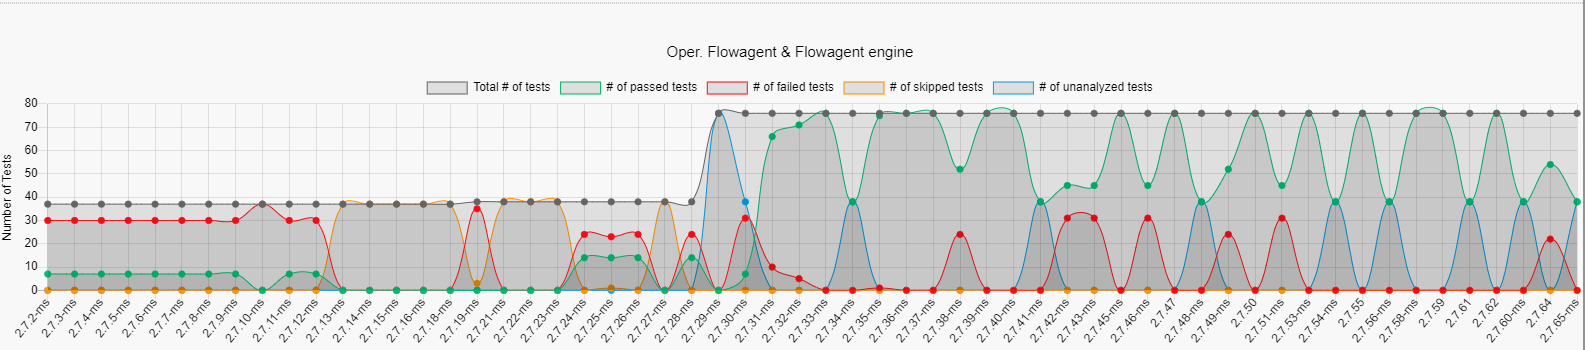 Oper. Flowagent & Flowagent engine
Total # of tests
# of passed tests
# of failed tests
# of skipped tests
# of unanalyzed tests
Number of Tests
80
70
60
50
40
30
20
10
0
2.7.2-ms
2.7.3-ms
2.7.4-ms
2.7.5-ms
2.7.6-ms
2.7.7-ms
2.7.8-ms
2.7.9-ms
2.7.10-ms
2.7.11-ms
2.7.12-ms
2.7.13-ms
2.7.14-ms
2.7.15-ms
2.7.16-ms
2.7.18-ms
2.7.19-ms
2.7.21-ms
2.7.22-ms
2.7.23-ms
2.7.24-ms
2.7.25-ms
2.7.26-ms
2.7.27-ms
2.7.28-ms
2.7.29-ms
2.7.30-ms
2.7.31-ms
2.7.32-ms
2.7.33-ms
2.7.34-ms
2.7.35-ms
2.7.36-ms
2.7.37-ms
2.7.38-ms
2.7.39-ms
2.7.40-ms
2.7.41-ms
2.7.42-ms
2.7.43-ms
2.7.45-ms
2.7.46-ms
2.7.47
2.7.48-ms
2.7.49-ms
2.7.50
2.7.51-ms
2.7.53-ms
2.7.54-ms
2.7.55
2.7.56-ms
2.7.58-ms
2.7.59
2.7.61
2.7.62
2.7.60-ms
2.7.64
2.7.65-ms